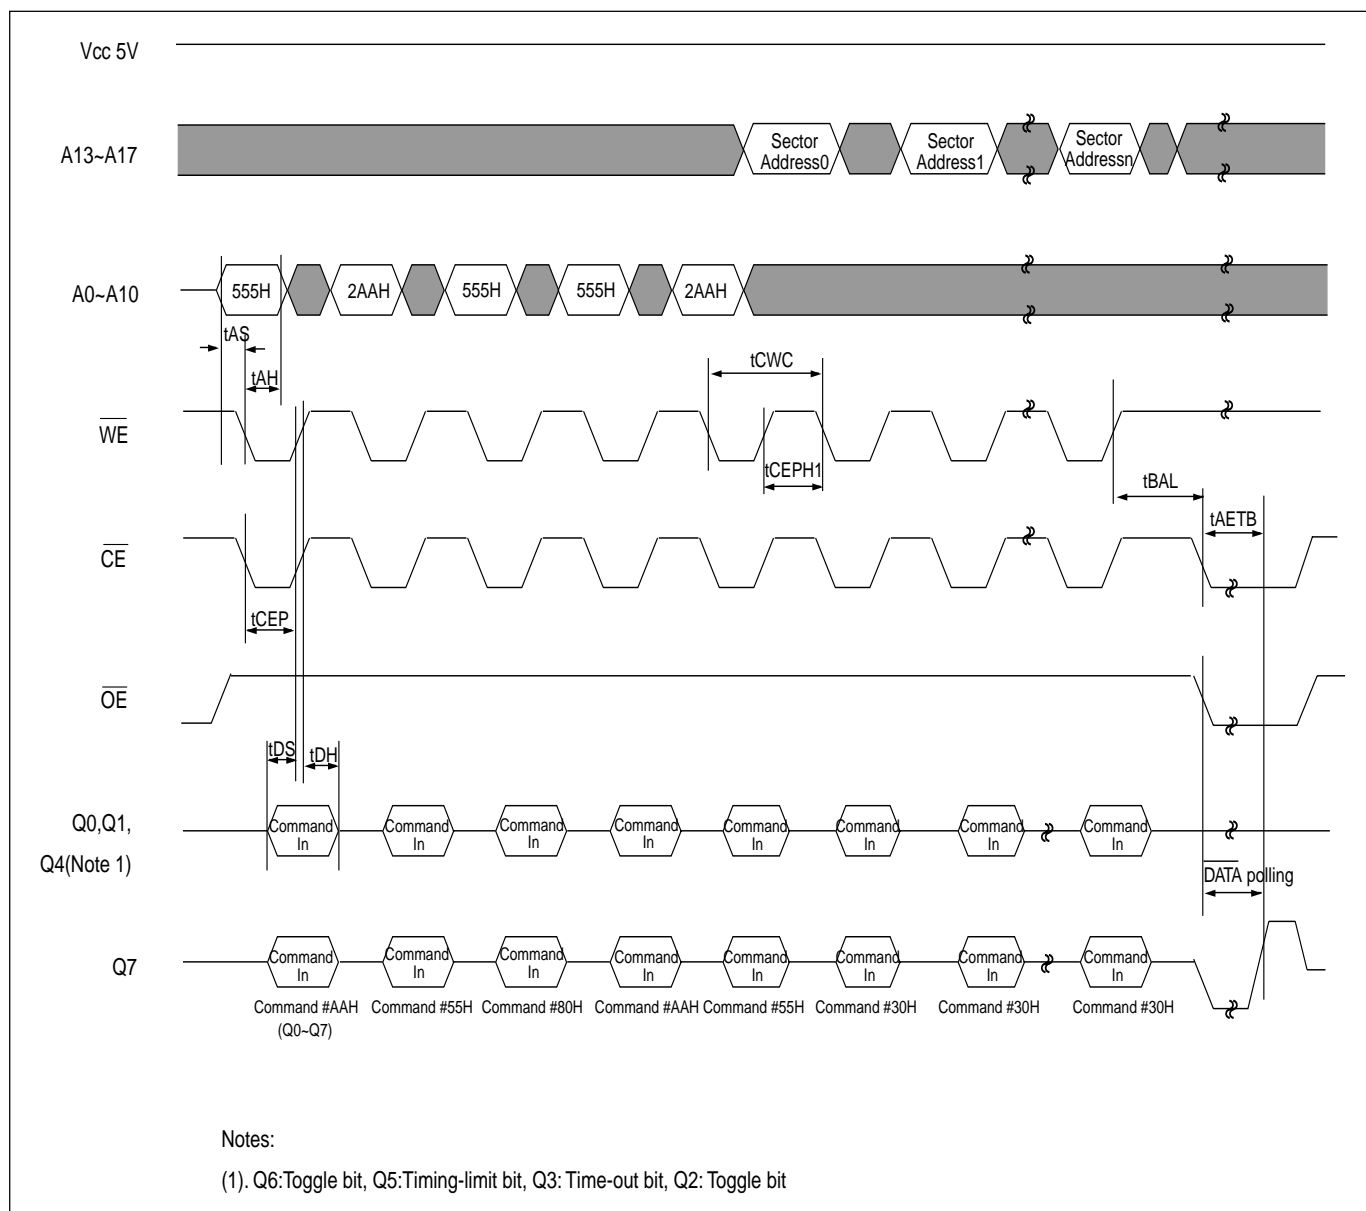 Vcc 5V
A13~A17
Sector Address0
Sector Address1
Sector Addressn
A0~A10
555H
2AAH
555H
555H
2AAH
tAS
tAH
tCWC
WE
tCEPH1
tBAL
tAETB
CE
tCEP
OE
tDS
tDH
Q0,Q1,
Q4(Note 1)
Command In
Command In
Command In
Command In
Command In
Command In
Command In
Command In
DATA polling
Q7
Command In
Command In
Command In
Command In
Command In
Command In
Command In
Command In
Command #AAH
(Q0~Q7)
Command #55H
Command #80H
Command #AAH
Command #55H
Command #30H
Command #30H
Command #30H
Notes:
(1). Q6:Toggle bit, Q5:Timing-limit bit, Q3: Time-out bit, Q2: Toggle bit